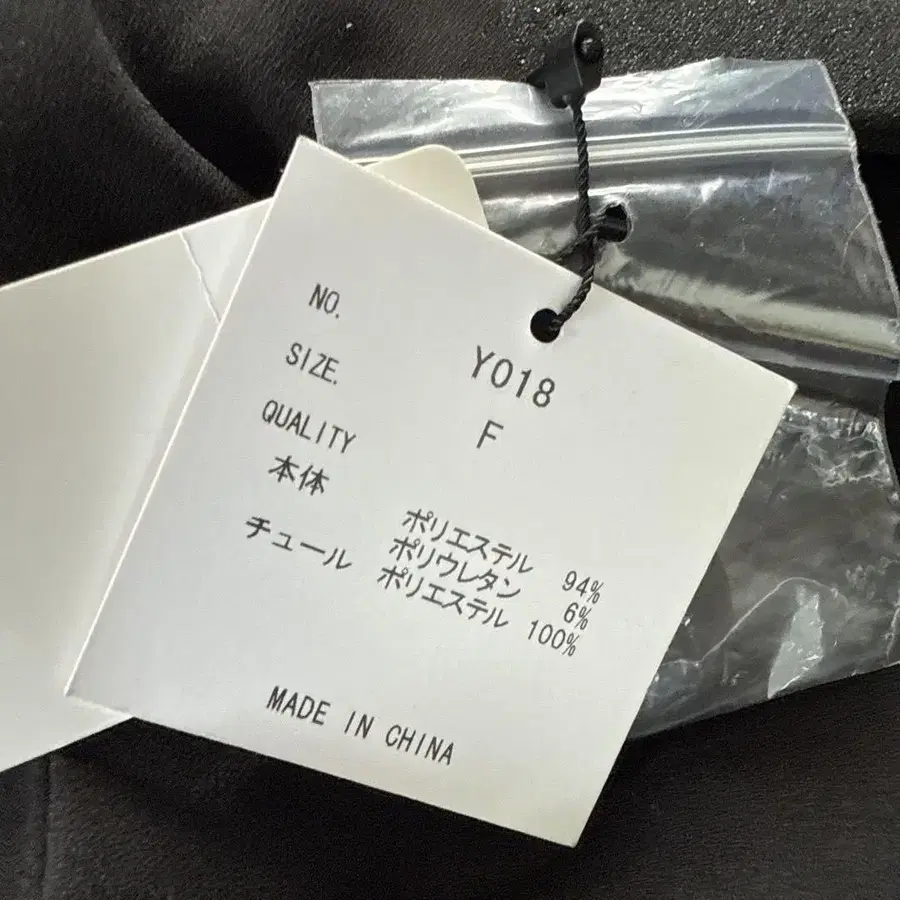 NO. Y018
SIZE. F
QUALITY
本体 ポリエステル 94%
ポリウレタン 6%
チュール ポリエステル 100%
MADE IN CHINA